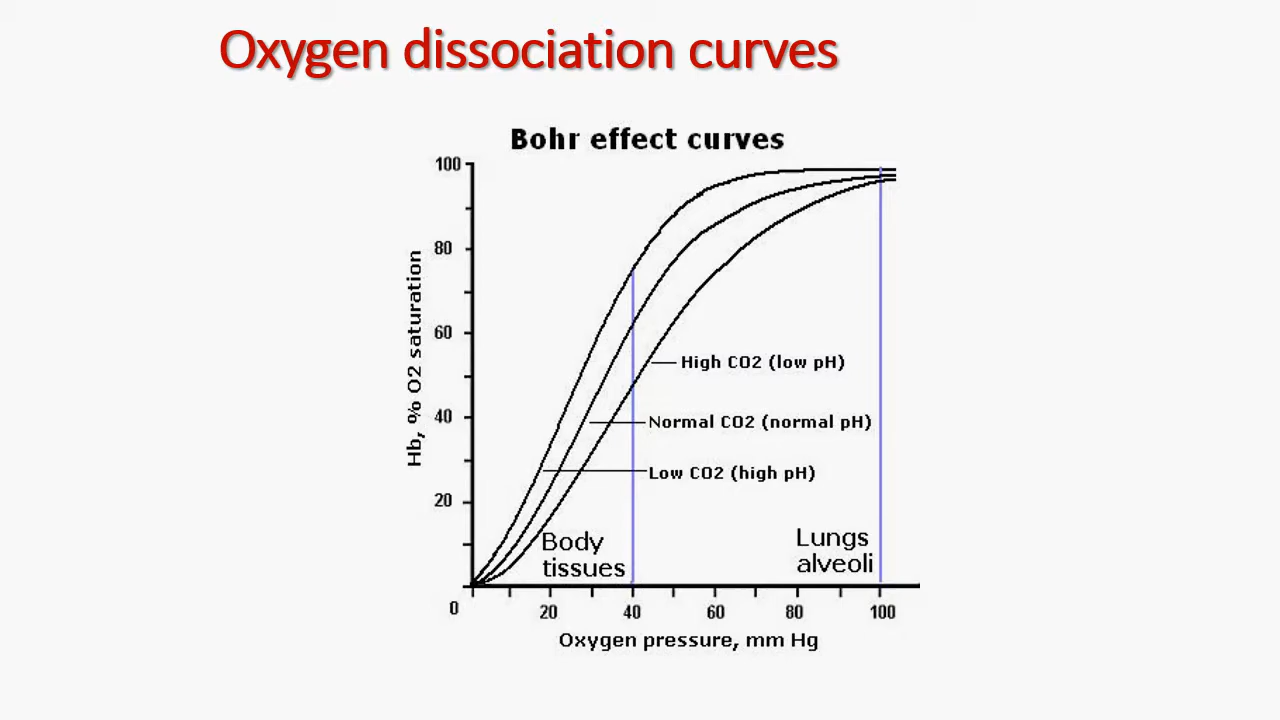 Oxygen dissociation curves
Bohr effect curves
100
80
60
40
20
0
Hb, % O2 saturation
High CO2 (low pH)
Normal CO2 (normal pH)
Low CO2 (high pH)
Body
tissues
Lungs
alveoli
20 40 60 80 100
Oxygen pressure, mm Hg